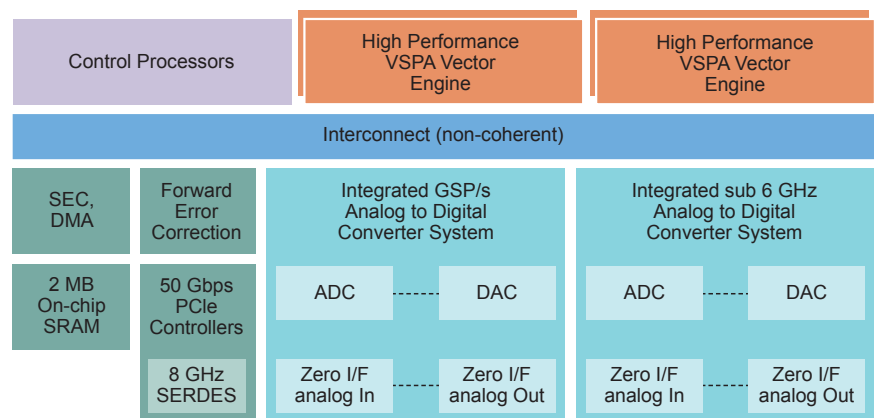 Control Processors
High Performance
VSPA Vector
Engine
High Performance
VSPA Vector
Engine
Interconnect (non-coherent)
SEC,
DMA
Forward
Error
Correction
Integrated GSP/s
Analog to Digital
Converter System
Integrated sub 6 GHz
Analog to Digital
Converter System
2 MB
On-chip
SRAM
50 Gbps
PCIe
Controllers
8 GHz
SERDES
ADC
DAC
Zero I/F
analog In
Zero I/F
analog Out
ADC
DAC
Zero I/F
analog In
Zero I/F
analog Out